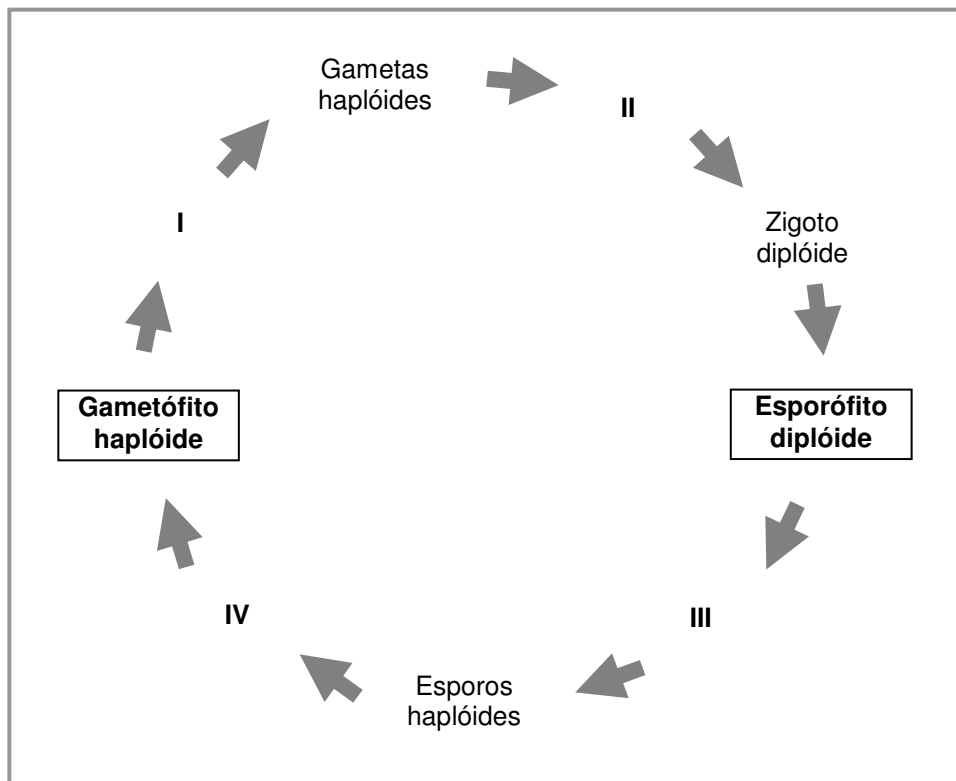 Gametas
haplóides
II
I
Zigoto
diplóide
Gametófito
haplóide
Esporófito
diplóide
IV
III
Esporos
haplóides